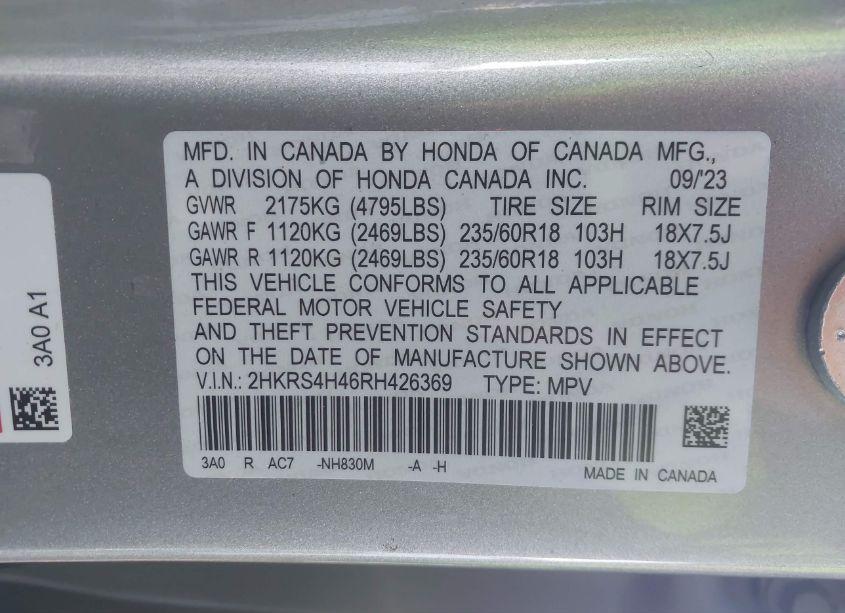 MFD. IN CANADA BY HONDA OF CANADA MFG.,
A DIVISION OF HONDA CANADA INC. 09/'23
GVWR 2175KG (4795LBS) TIRE SIZE RIM SIZE
GAWR F 1120KG (2469LBS) 235/60R18 103H 18X7.5J
GAWR R 1120KG (2469LBS) 235/60R18 103H 18X7.5J
THIS VEHICLE CONFORMS TO ALL APPLICABLE
FEDERAL MOTOR VEHICLE SAFETY
AND THEFT PREVENTION STANDARDS IN EFFECT
ON THE DATE OF MANUFACTURE SHOWN ABOVE.
V.I.N.: 2HKRS4H46RH426369 TYPE: MPV
3A0 R AC7 -NH830M -A -H
MADE IN CANADA
3A0 A1